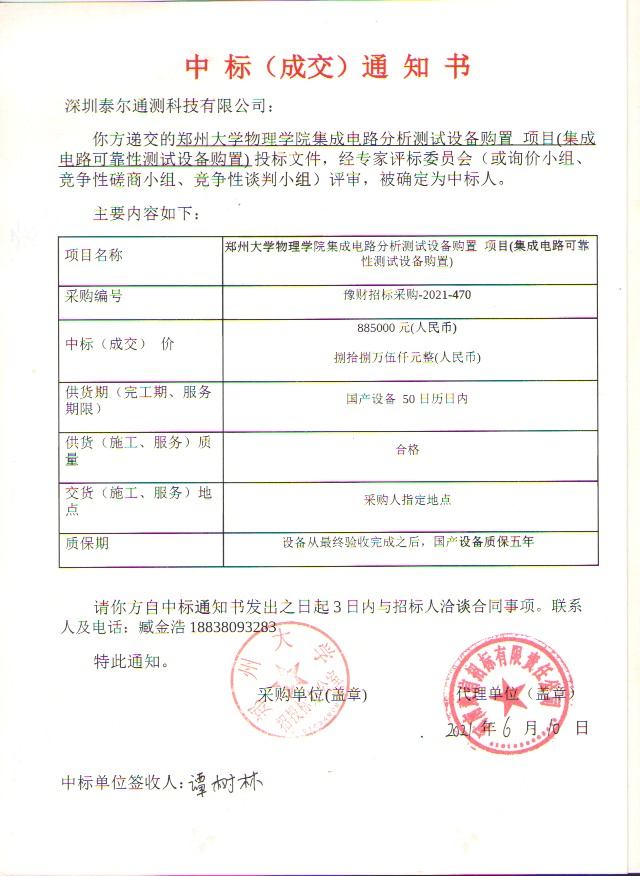 中 标（成交）通 知 书
深圳泰尔通测科技有限公司：
你方递交的郑州大学物理学院集成电路分析测试设备购置 项目(集成
电路可靠性测试设备购置) 投标文件，经专家评标委员会（或询价小组、
竞争性磋商小组、竞争性谈判小组）评审，被确定为中标人。
主要内容如下：
项目名称
郑州大学物理学院集成电路分析测试设备购置 项目(集成电路可靠
性测试设备购置)
采购编号
豫财招标采购-2021-470
中标（成交） 价
885000 元(人民币)
捌拾捌万伍仟元整(人民币)
供货期（完工期、服务
期限）
国产设备 50 日历日内
供货（施工、服务）质
量
合格
交货（施工、服务）地
点
采购人指定地点
质保期
设备从最终验收完成之后，国产设备质保五年
请你方自中标通知书发出之日起 3 日内与招标人洽谈合同事项。联系
人及电话：臧金浩 18838093283
特此通知。
郑州大学
采购单位(盖章)
代理单位（盖章）
招标有限责任公司
2021 年 6 月 10 日
中标单位签收人：谭树林